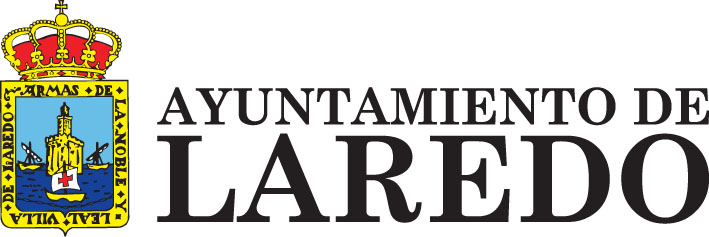 ARMAS DE
LA NOBLE Y
LEAL VILLA
DE LAREDO
AYUNTAMIENTO DE
LAREDO